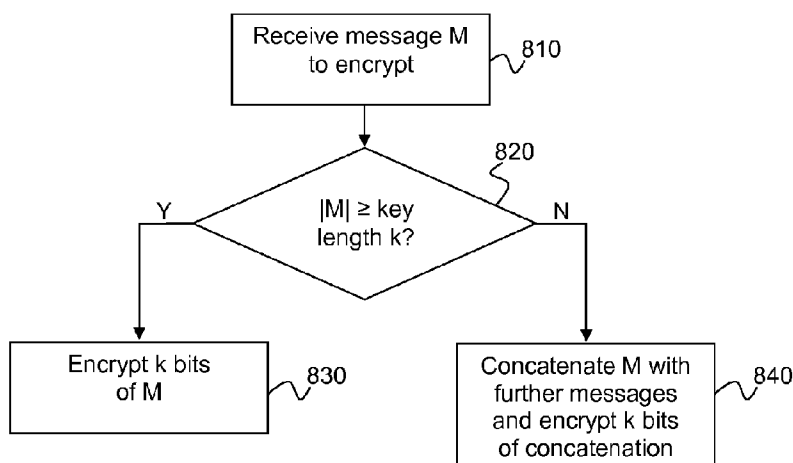 Receive message M
to encrypt
810
820
|M| ≥ key
length k?
Y
N
Encrypt k bits
of M
830
Concatenate M with
further messages
and encrypt k bits
of concatenation
840